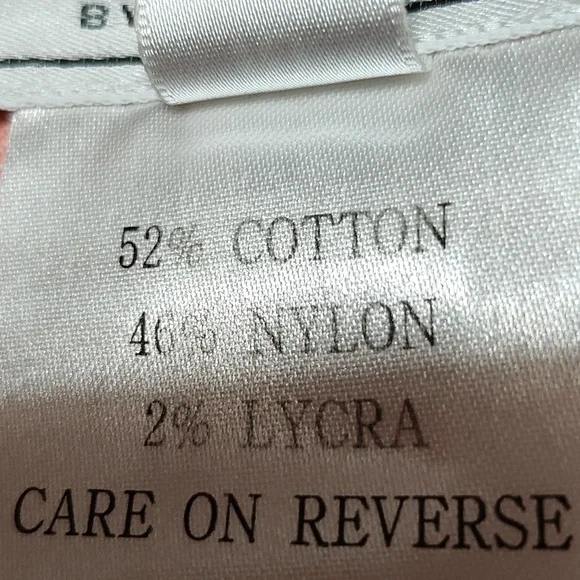 52% COTTON
46% NYLON
2% LYCRA
CARE ON REVERSE